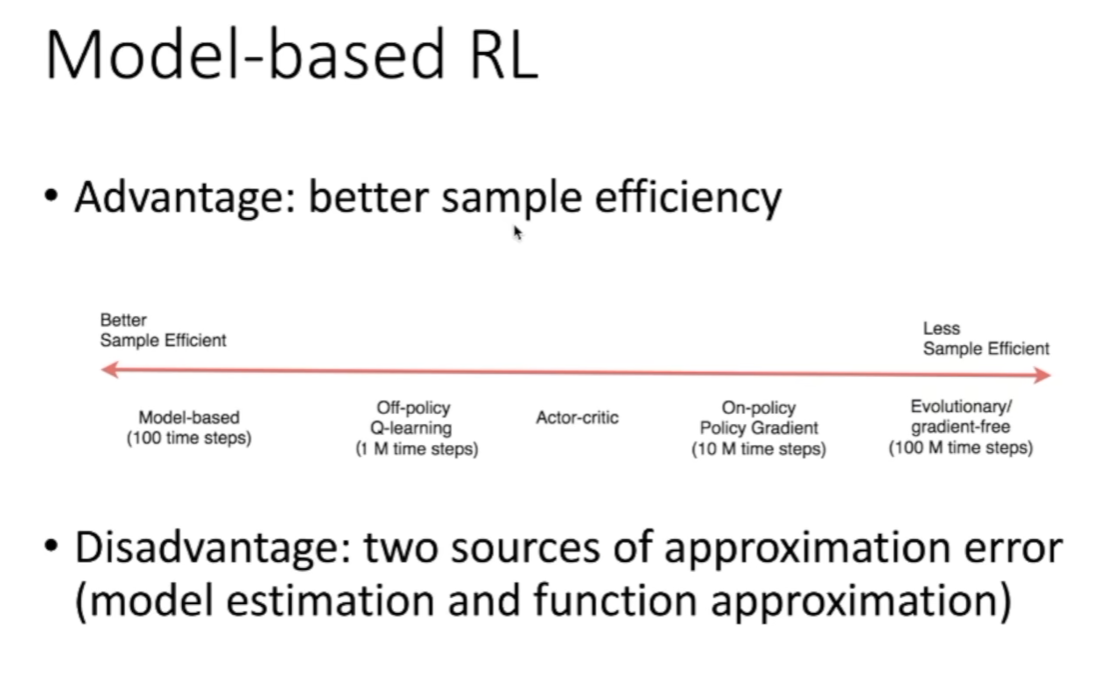 Model-based RL
• Advantage: better sample efficiency
Better
Sample Efficient
Less
Sample Efficient
Model-based
(100 time steps)
Off-policy
Q-learning
(1 M time steps)
Actor-critic
On-policy
Policy Gradient
(10 M time steps)
Evolutionary/
gradient-free
(100 M time steps)
• Disadvantage: two sources of approximation error
(model estimation and function approximation)